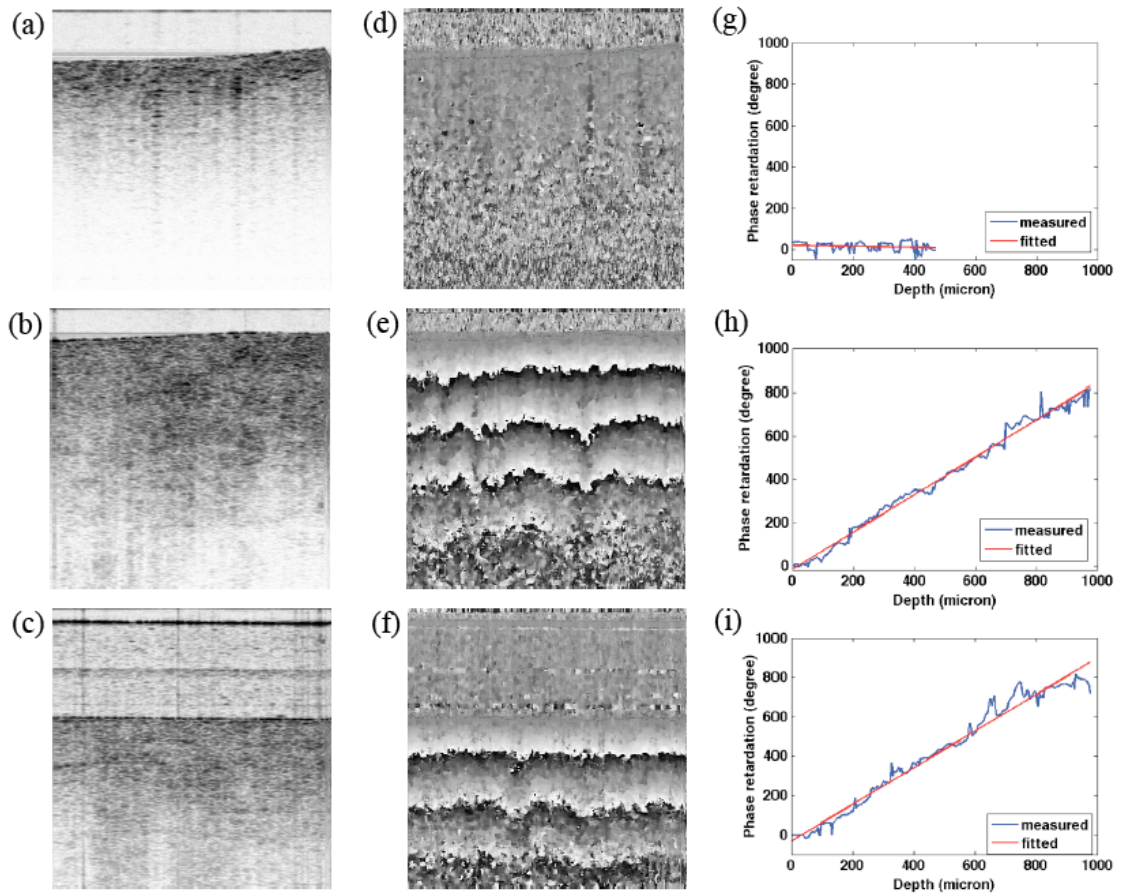 (a)
(d)
(g)
1000
800
600
400
200
0
Phase retardation (degree)
measured
fitted
0 200 400 600 800 1000
Depth (micron)
(b)
(e)
(h)
1000
800
600
400
200
0
Phase retardation (degree)
measured
fitted
0 200 400 600 800 1000
Depth (micron)
(c)
(f)
(i)
1000
800
600
400
200
0
Phase retardation (degree)
measured
fitted
0 200 400 600 800 1000
Depth (micron)